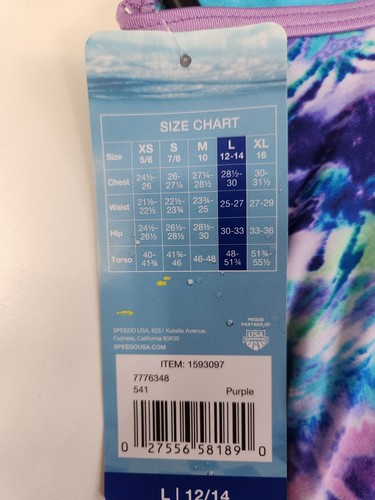 SIZE CHART
Size XS 5/6 S 7/8 M 10 L 12-14 XL 16
Chest 24½-26 26-27¼ 27¼-28½ 28½-30 30-31½
Waist 21½-22½ 22½-23¾ 23¾-25 25-27 27-29
Hip 24½-26½ 26½-28½ 28½-30 30-33 33-36
Torso 40-41¾ 41¾-46 46-48 48-51¾ 51¾-55½
SPEEDO USA, 6251 Katella Avenue,
Cypress, California 90630
SPEEDOUSA.COM
PROUD
PARTNER OF
USA
ITEM: 1593097
7776348
541 Purple
0 27556 58189 0
L | 12/14